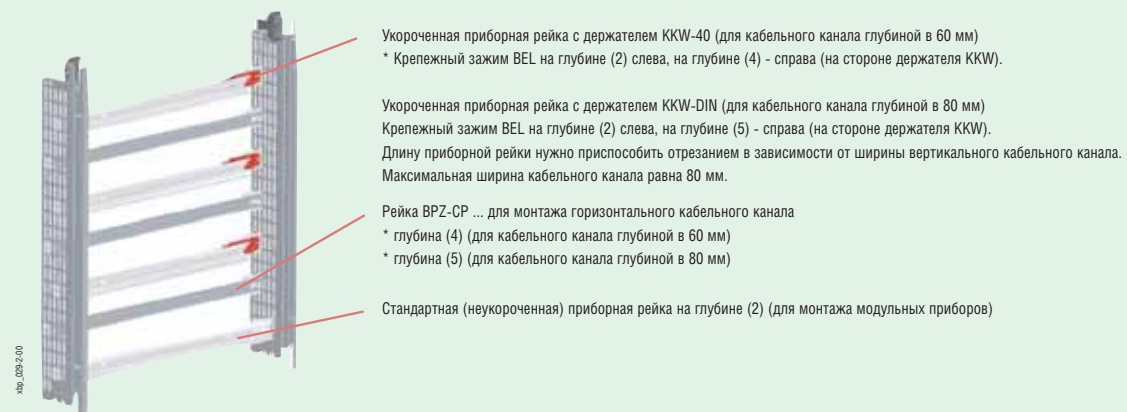 Укороченная приборная рейка с держателем KKW-40 (для кабельного канала глубиной в 60 мм)
* Крепежный зажим BEL на глубине (2) слева, на глубине (4) - справа (на стороне держателя KKW).
Укороченная приборная рейка с держателем KKW-DIN (для кабельного канала глубиной в 80 мм)
Крепежный зажим BEL на глубине (2) слева, на глубине (5) - справа (на стороне держателя KKW).
Длину приборной рейки нужно приспособить отрезанием в зависимости от ширины вертикального кабельного канала.
Максимальная ширина кабельного канала равна 80 мм.
Рейка BPZ-CP ... для монтажа горизонтального кабельного канала
* глубина (4) (для кабельного канала глубиной в 60 мм)
* глубина (5) (для кабельного канала глубиной в 80 мм)
Стандартная (неукороченная) приборная рейка на глубине (2) (для монтажа модульных приборов)
xbp_029-2-00